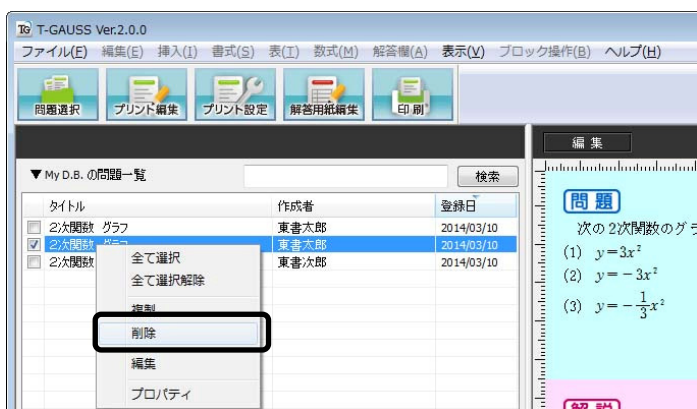 TG T-GAUSS Ver.2.0.0
ファイル(F) 編集(E) 挿入(I) 書式(S) 表(T) 数式(M) 解答欄(A) 表示(V) ブロック操作(B) ヘルプ(H)
問題選択 プリント編集 プリント設定 解答用紙編集 印刷
編集
▼ My D.B. の問題一覧 検索
タイトル 作成者 登録日
2次関数 グラフ 東書太郎 2014/03/10
2次関数 グラフ 東書太郎 2014/03/10
2次関数 東書次郎 2014/03/10
全て選択
全て選択解除
複製
削除
編集
プロパティ
問題
次の2次関数のグラ
(1) y=3x²
(2) y=-3x²
(3) y=-1/3x²
解説